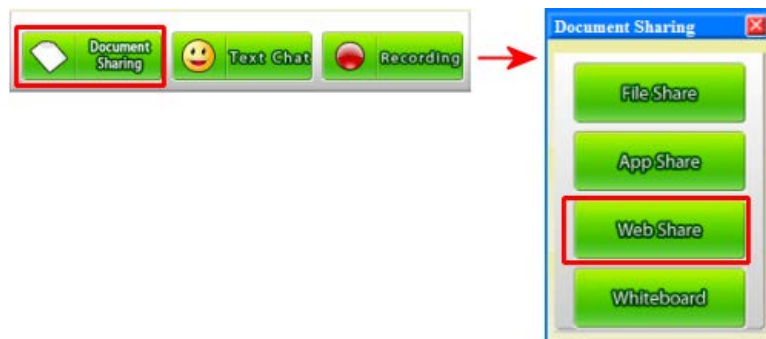 Document
Sharing
Text Chat
Recording
Document Sharing
File Share
App Share
Web Share
Whiteboard